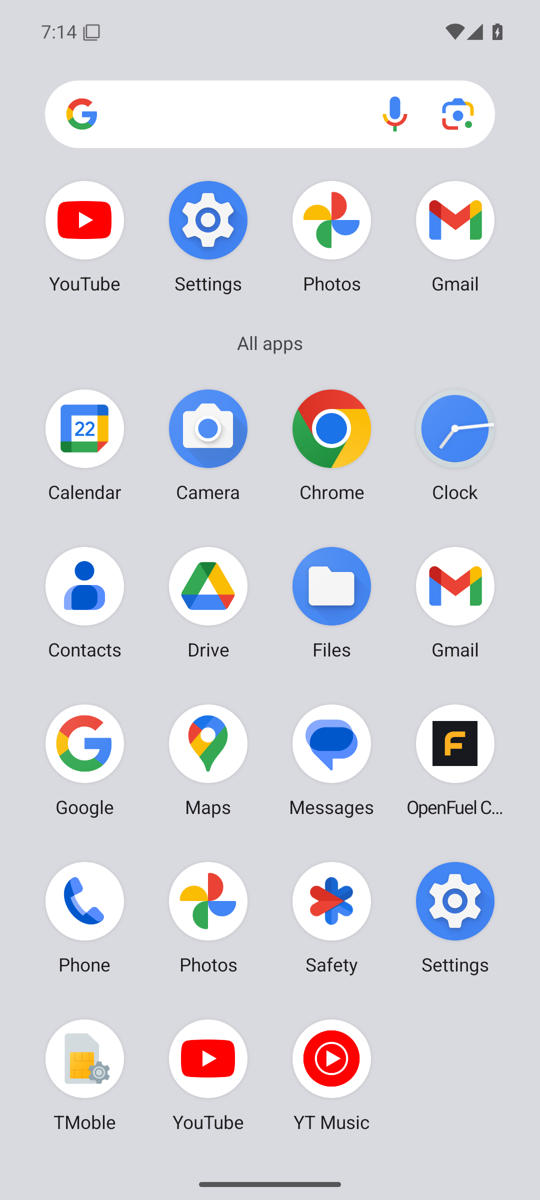 7:14
YouTube Settings Photos Gmail
All apps
22
Calendar Camera Chrome Clock
Contacts Drive Files Gmail
Google Maps Messages OpenFuel C...
Phone Photos Safety Settings
TMoble YouTube YT Music